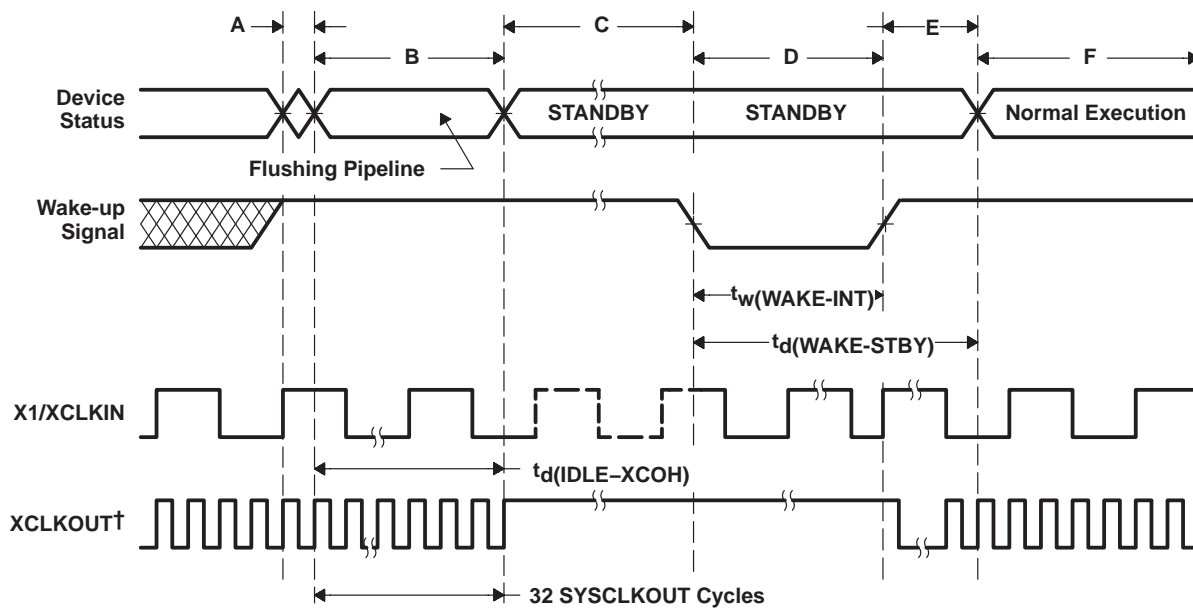 A
B
C
D
E
F
Device
Status
STANDBY
STANDBY
Normal Execution
Flushing Pipeline
Wake-up
Signal
tw(WAKE-INT)
td(WAKE-STBY)
X1/XCLKIN
td(IDLE–XCOH)
XCLKOUT†
32 SYSCLKOUT Cycles